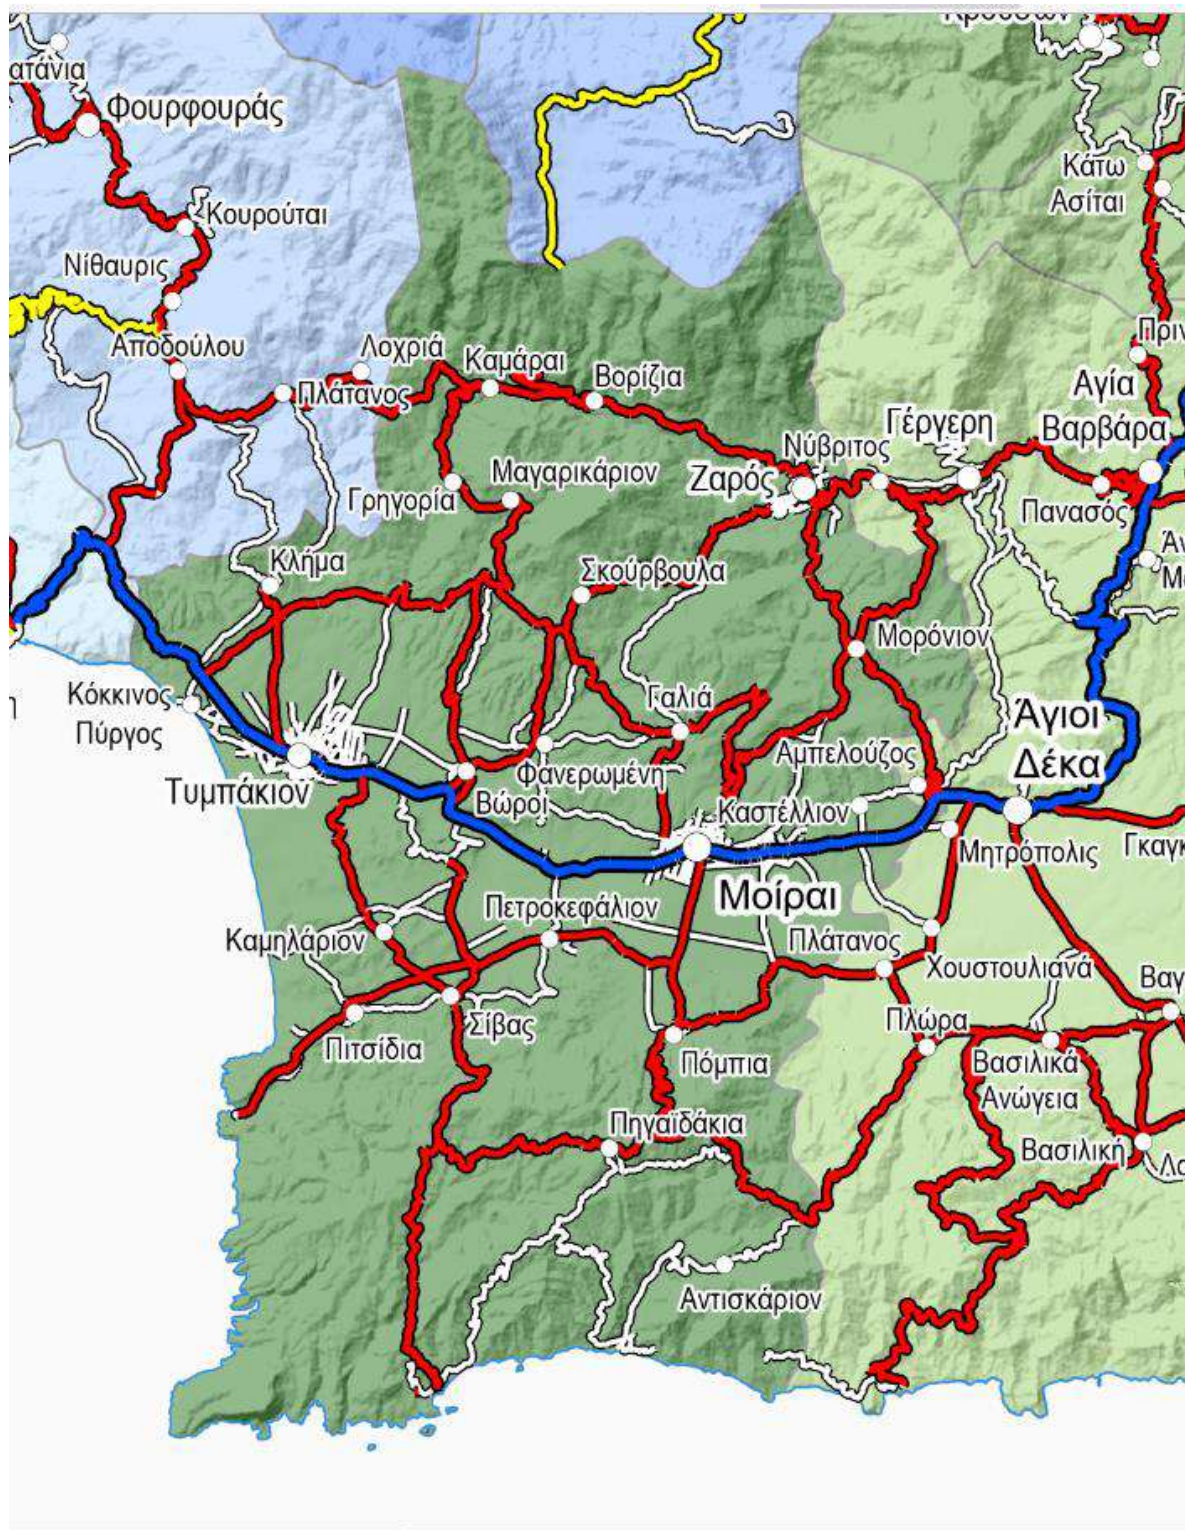 Φουρφουράς
Κουρούται
Νίθαυρις
Κάτω
Ασίται
Αποδούλου
Λοχριά
Καμάραι
Βορίζια
Πλάτανος
Αγία
Βαρβάρα
Γέργερη
Νύβριτος
Ζαρός
Μαγαρικάριον
Γρηγορία
Πανασός
Κλήμα
Σκούρβουλα
Μορόνιον
Κόκκινος
Πύργος
Γαλιά
Άγιοι
Δέκα
Αμπελούζος
Τυμπάκιον
Φανερωμένη
Βώροι
Καστέλλιον
Μητρόπολις
Μοίραι
Πετροκεφάλιον
Καμηλάριον
Πλάτανος
Χουστουλιανά
Σίβας
Πιτσίδια
Πλώρα
Πόμπια
Βασιλικά
Ανώγεια
Πηγαϊδάκια
Βασιλική
Αντισκάριον